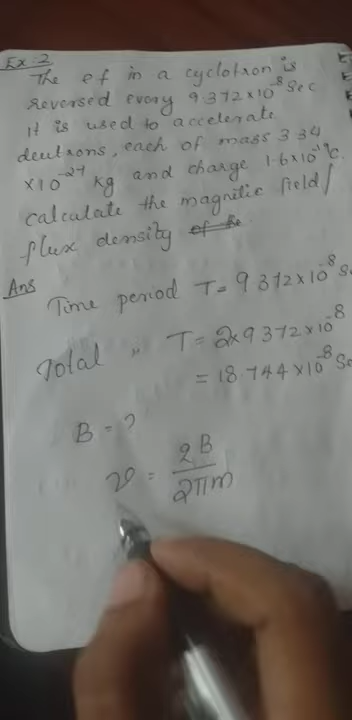 Ex. 2
The ef in a cyclotron is
reversed every 9.372×10⁻⁸ Sec
It is used to accelerate
deutrons, each of mass 3.34
×10⁻²⁷ kg and charge 1.6×10⁻¹⁹C.
calculate the magnetic field/
flux density
Ans
Time period T = 9.372×10⁻⁸ Se
Total " T = 2×9.372×10⁻⁸
= 18.744×10⁻⁸ Sec
B = ?
ν = qB/2πm